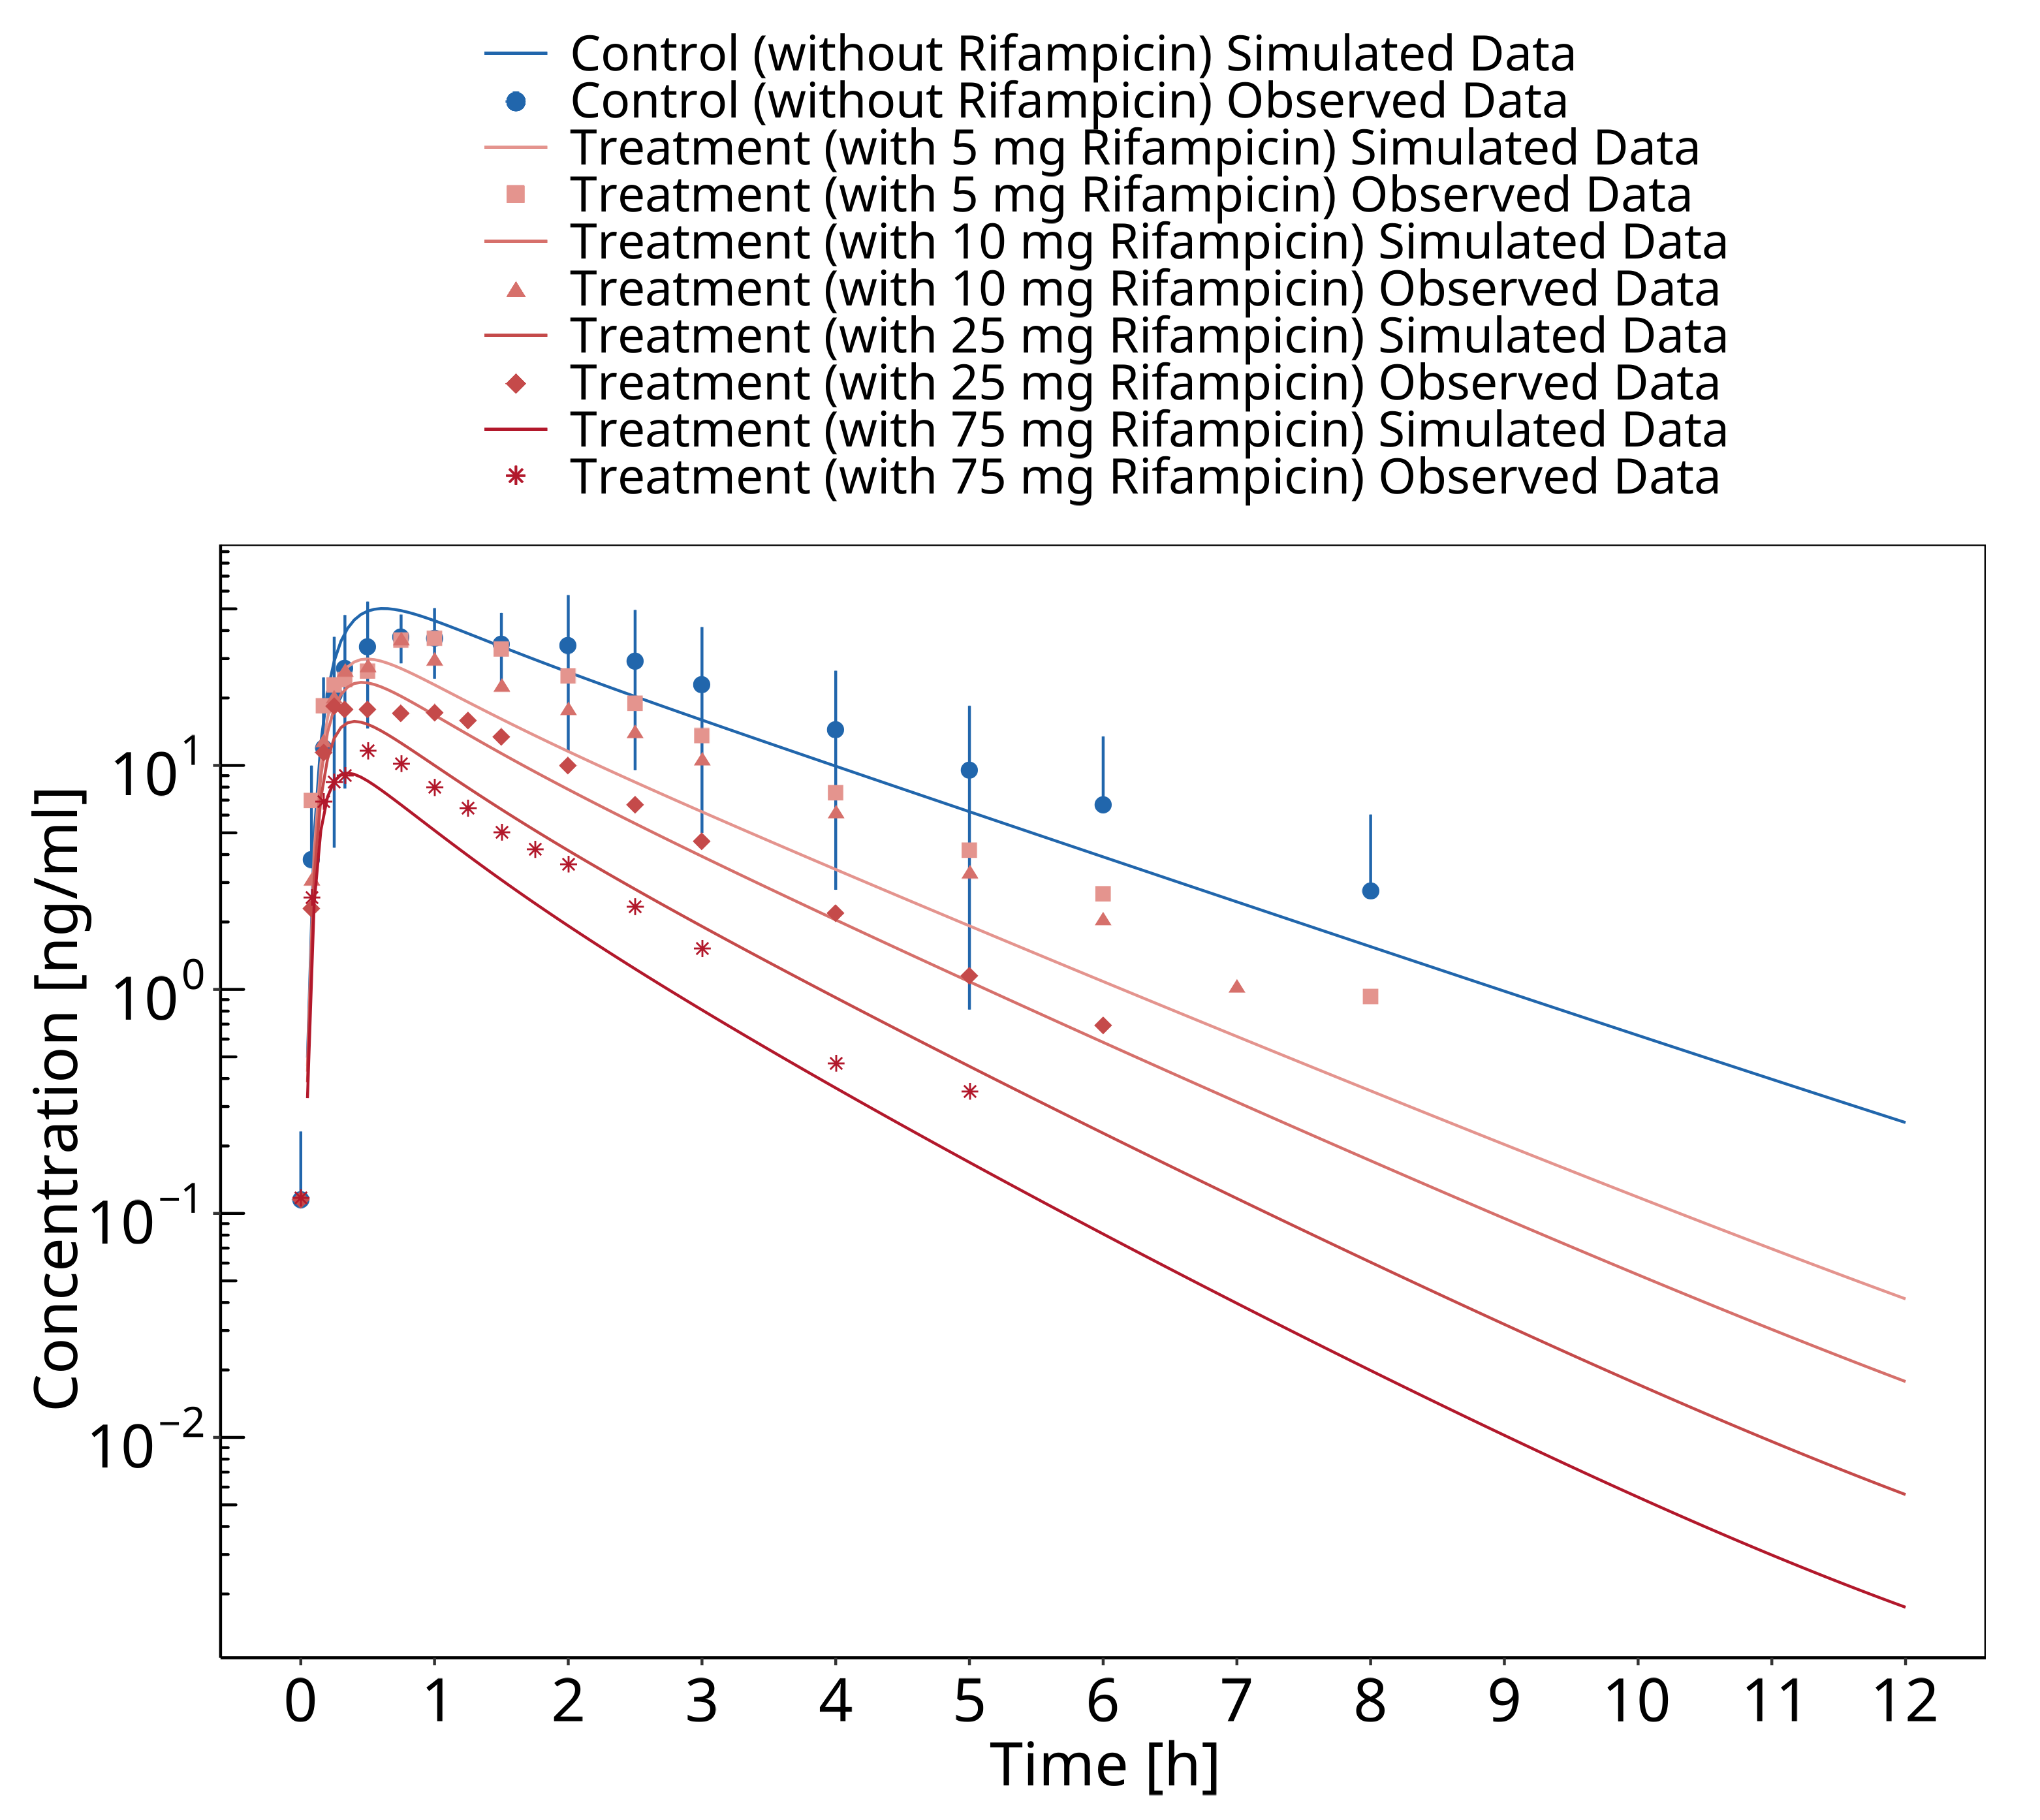 Control (without Rifampicin) Simulated Data
Control (without Rifampicin) Observed Data
Treatment (with 5 mg Rifampicin) Simulated Data
Treatment (with 5 mg Rifampicin) Observed Data
Treatment (with 10 mg Rifampicin) Simulated Data
Treatment (with 10 mg Rifampicin) Observed Data
Treatment (with 25 mg Rifampicin) Simulated Data
Treatment (with 25 mg Rifampicin) Observed Data
Treatment (with 75 mg Rifampicin) Simulated Data
Treatment (with 75 mg Rifampicin) Observed Data
Concentration [ng/ml]
10¹
10⁰
10⁻¹
10⁻²
0 1 2 3 4 5 6 7 8 9 10 11 12
Time [h]